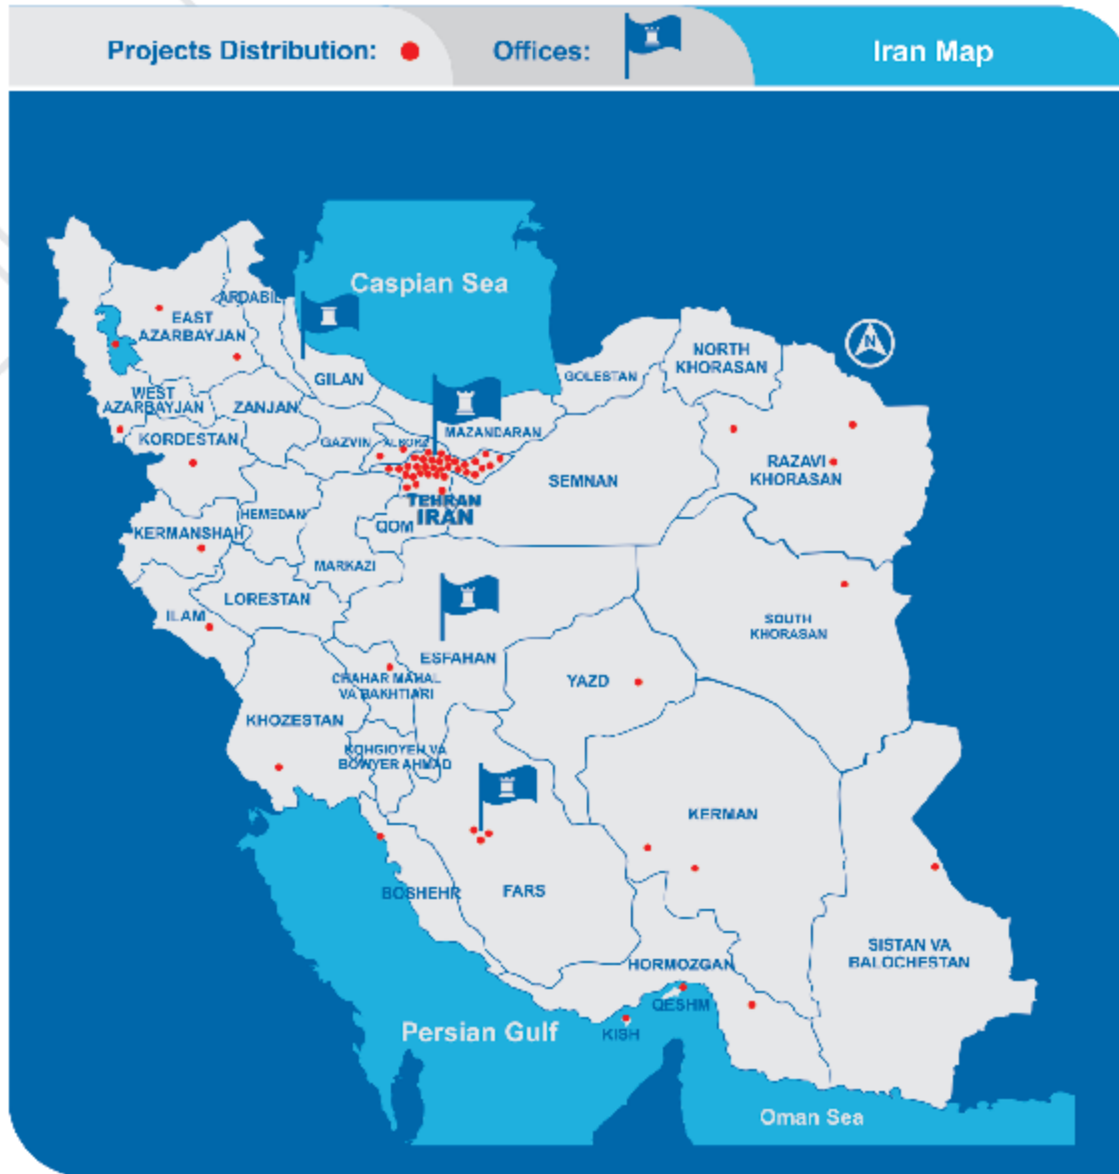 Projects Distribution:
Offices:
Iran Map
N
Caspian Sea
ARDABIL
EAST
AZARBAYJAN
GILAN
NORTH
KHORASAN
GOLESTAN
WEST
AZARBAYJAN
ZANJAN
MAZANDARAN
KORDESTAN
GAZVIN
ALBORZ
RAZAVI
KHORASAN
SEMNAN
TEHRAN
IRAN
HEMEDAN
QOM
KERMANSHAH
MARKAZI
LORESTAN
ILAM
SOUTH
KHORASAN
ESFAHAN
CHAHAR MAHAL
VA BAKHTIARI
YAZD
KHOZESTAN
KOHGIOYEH VA
BOWYER AHMAD
KERMAN
BOSHEHR
FARS
SISTAN VA
BALOCHESTAN
HORMOZGAN
QESHM
KISH
Persian Gulf
Oman Sea